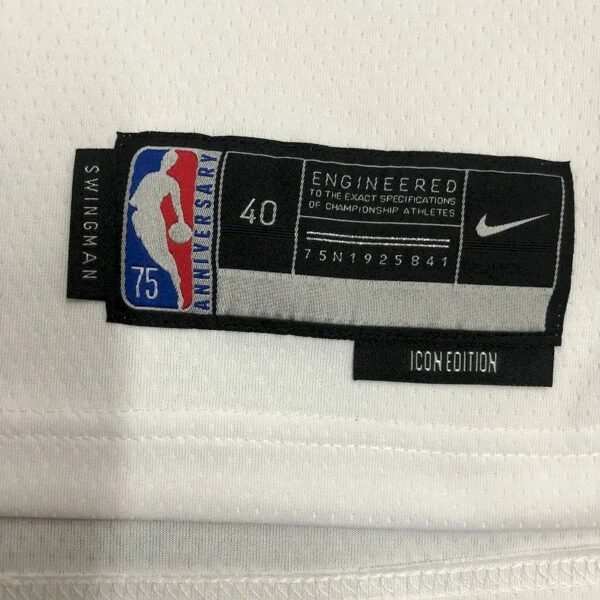 SWINGMAN
75
ANNIVERSARY
40
ENGINEERED
TO THE EXACT SPECIFICATIONS
OF CHAMPIONSHIP ATHLETES
75N1925841
ICON EDITION